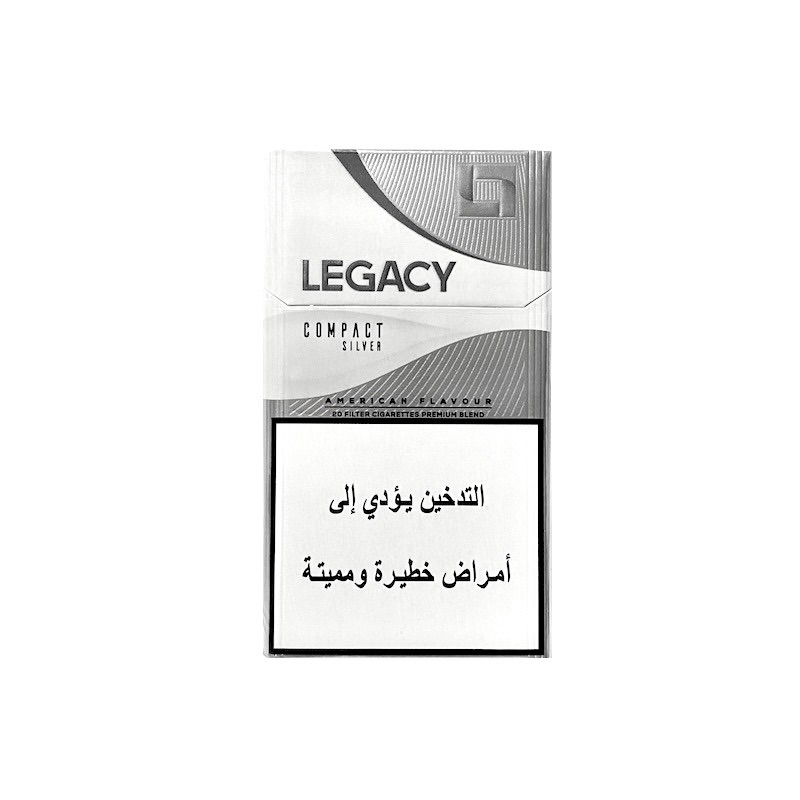 LEGACY
COMPACT
SILVER
AMERICAN FLAVOUR
20 FILTER CIGARETTES PREMIUM BLEND
التدخين يؤدي إلى
أمراض خطيرة ومميتة